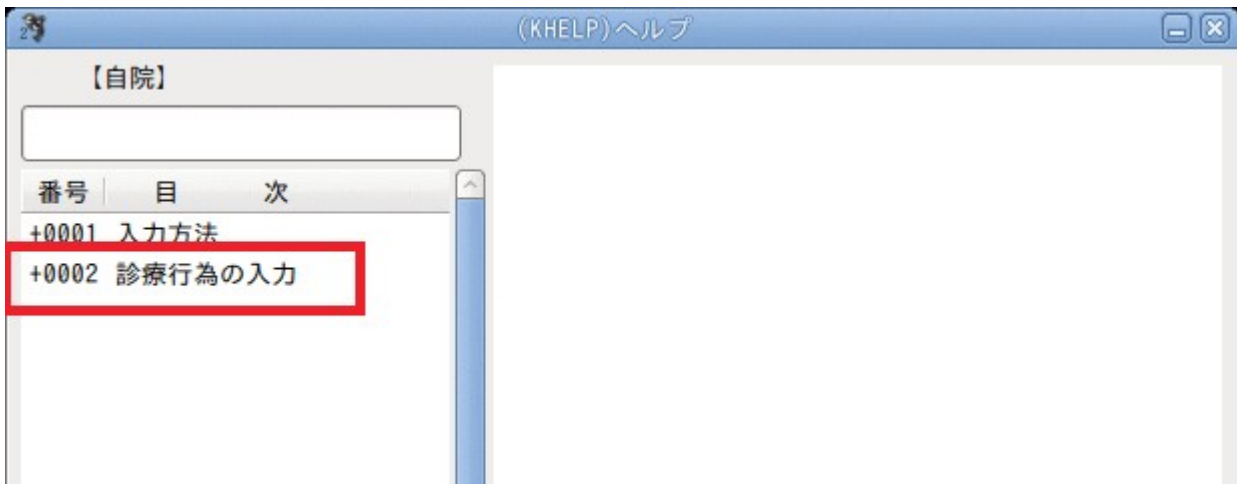 (KHELP)ヘルプ
【自院】
番号 目 次
+0001 入力方法
+0002 診療行為の入力